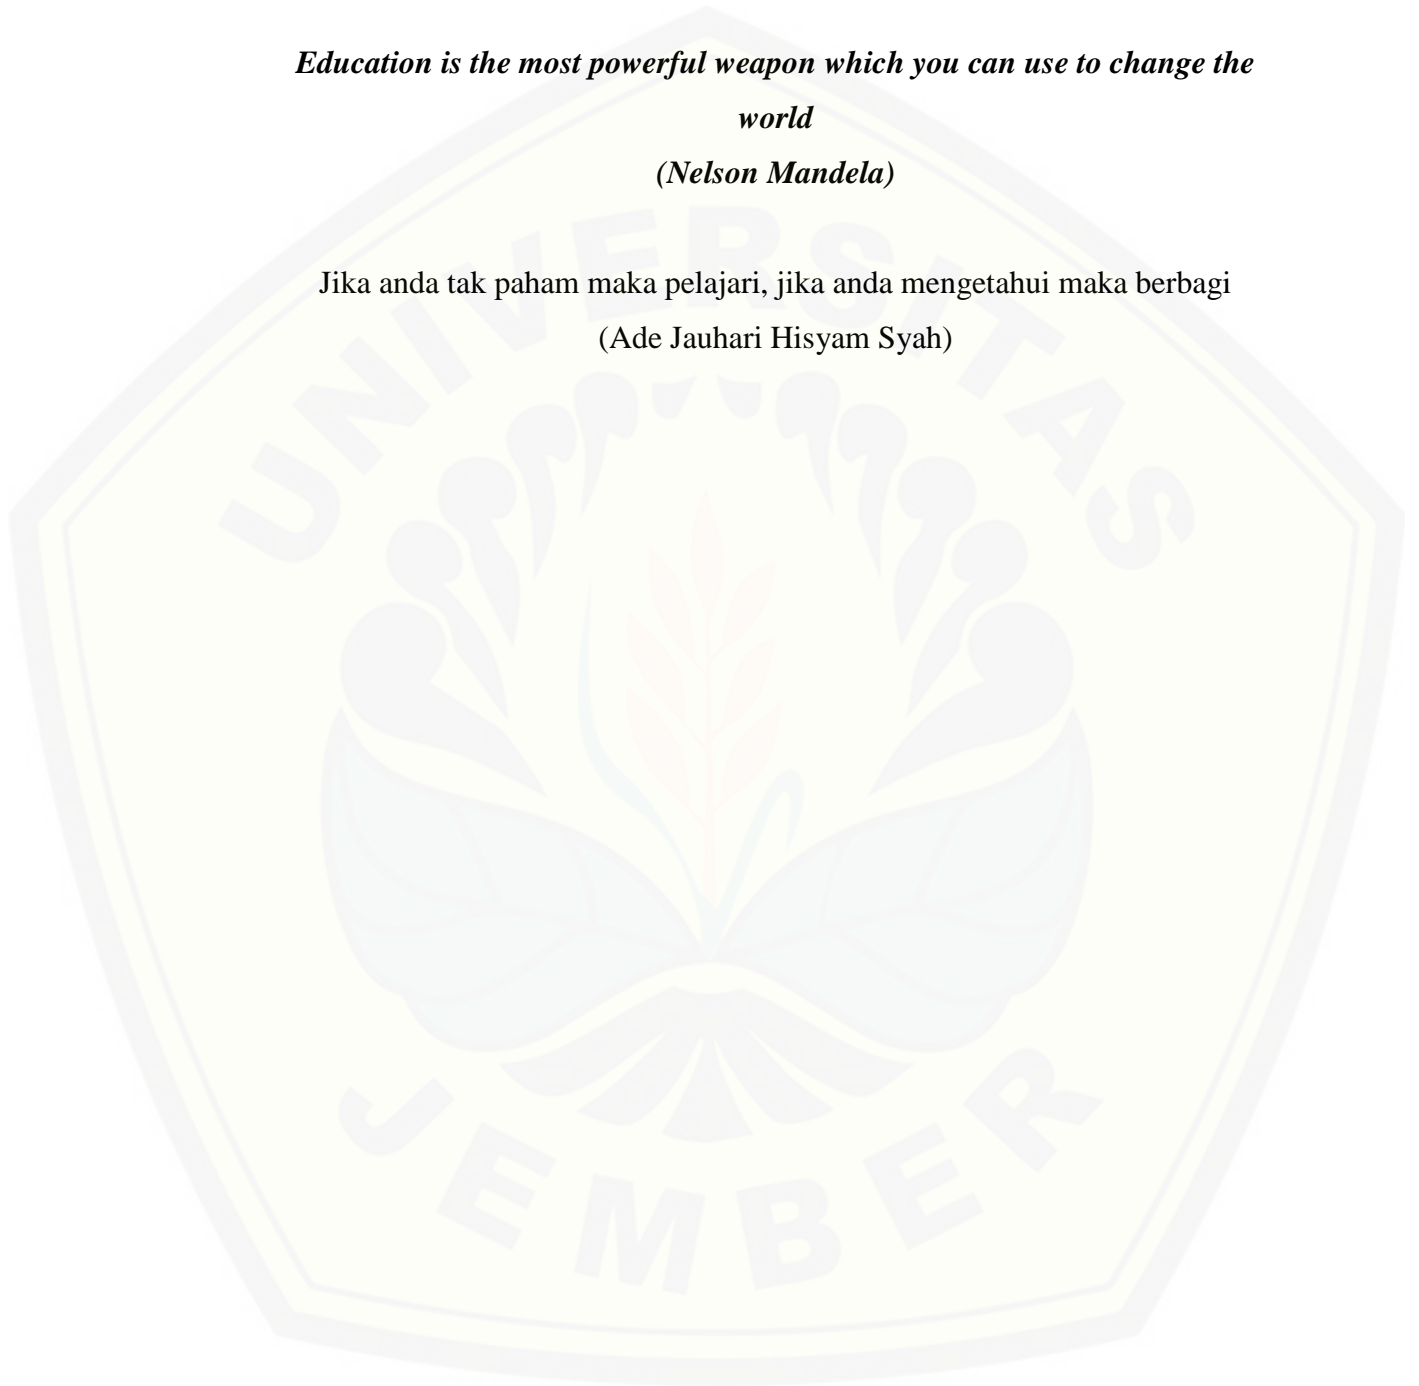 Education is the most powerful weapon which you can use to change the
world
(Nelson Mandela)
Jika anda tak paham maka pelajari, jika anda mengetahui maka berbagi
(Ade Jauhari Hisyam Syah)
UNIVERSITAS
JEMBER